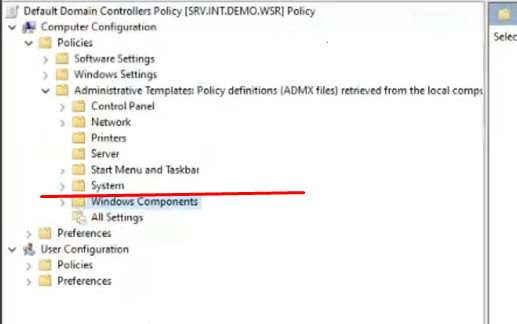 Default Domain Controllers Policy [SRV.INT.DEMO.WSR] Policy
Computer Configuration
Policies
Software Settings
Windows Settings
Administrative Templates: Policy definitions (ADMX files) retrieved from the local compu
Control Panel
Network
Printers
Server
Start Menu and Taskbar
System
Windows Components
All Settings
Preferences
User Configuration
Policies
Preferences
Selec